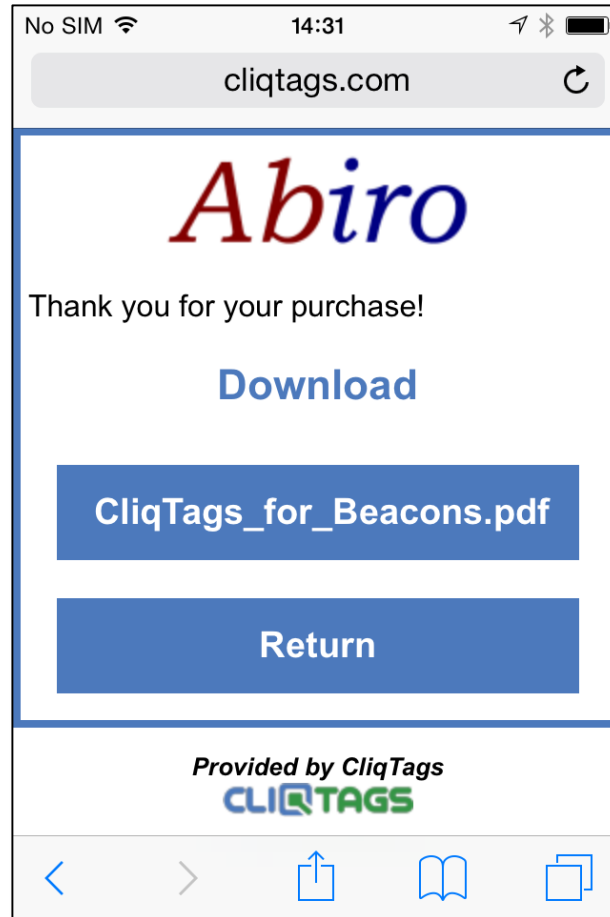 No SIM 14:31
cliqtags.com
Abiro
Thank you for your purchase!
Download
CliqTags_for_Beacons.pdf
Return
Provided by CliqTags
CLIQTAGS